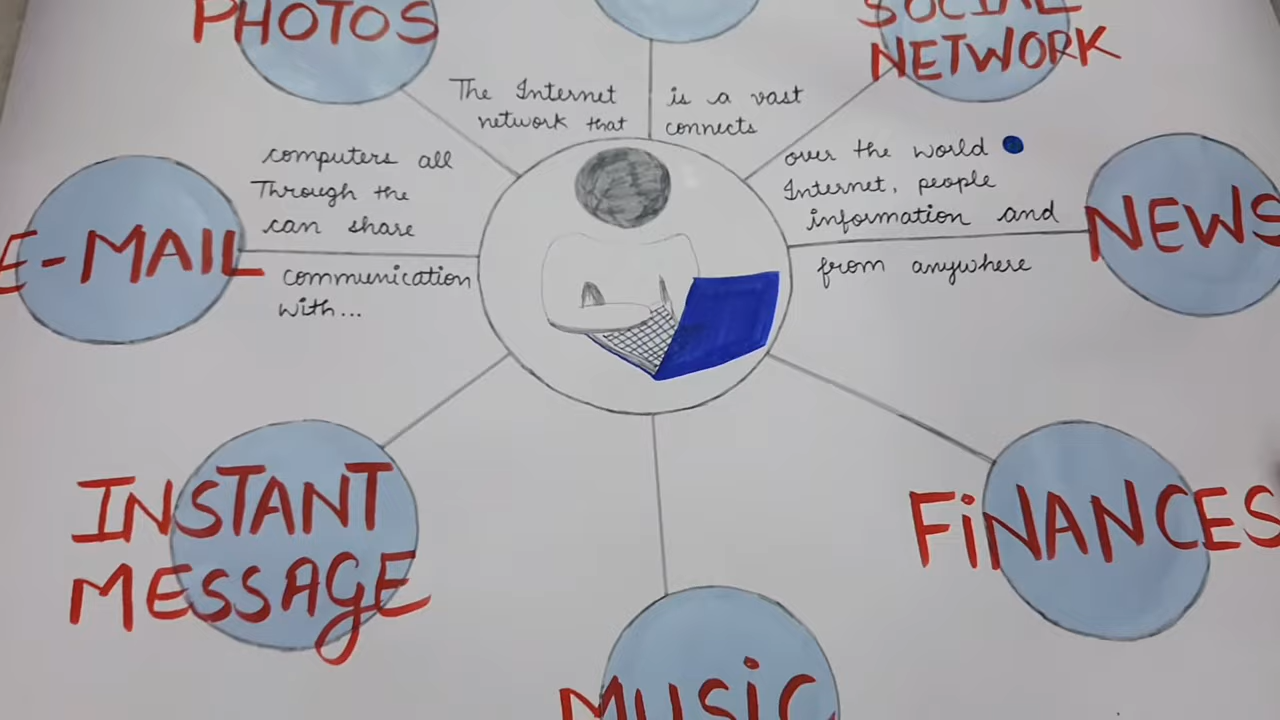 PHOTOS
SOCIAL
NETWORK
The Internet is a vast
network that connects
computers all over the world
Through the Internet, people
can share information and
communication from anywhere
with...
E-MAIL
NEWS
INSTANT
MESSAGE
FiNANCES
MUSiC